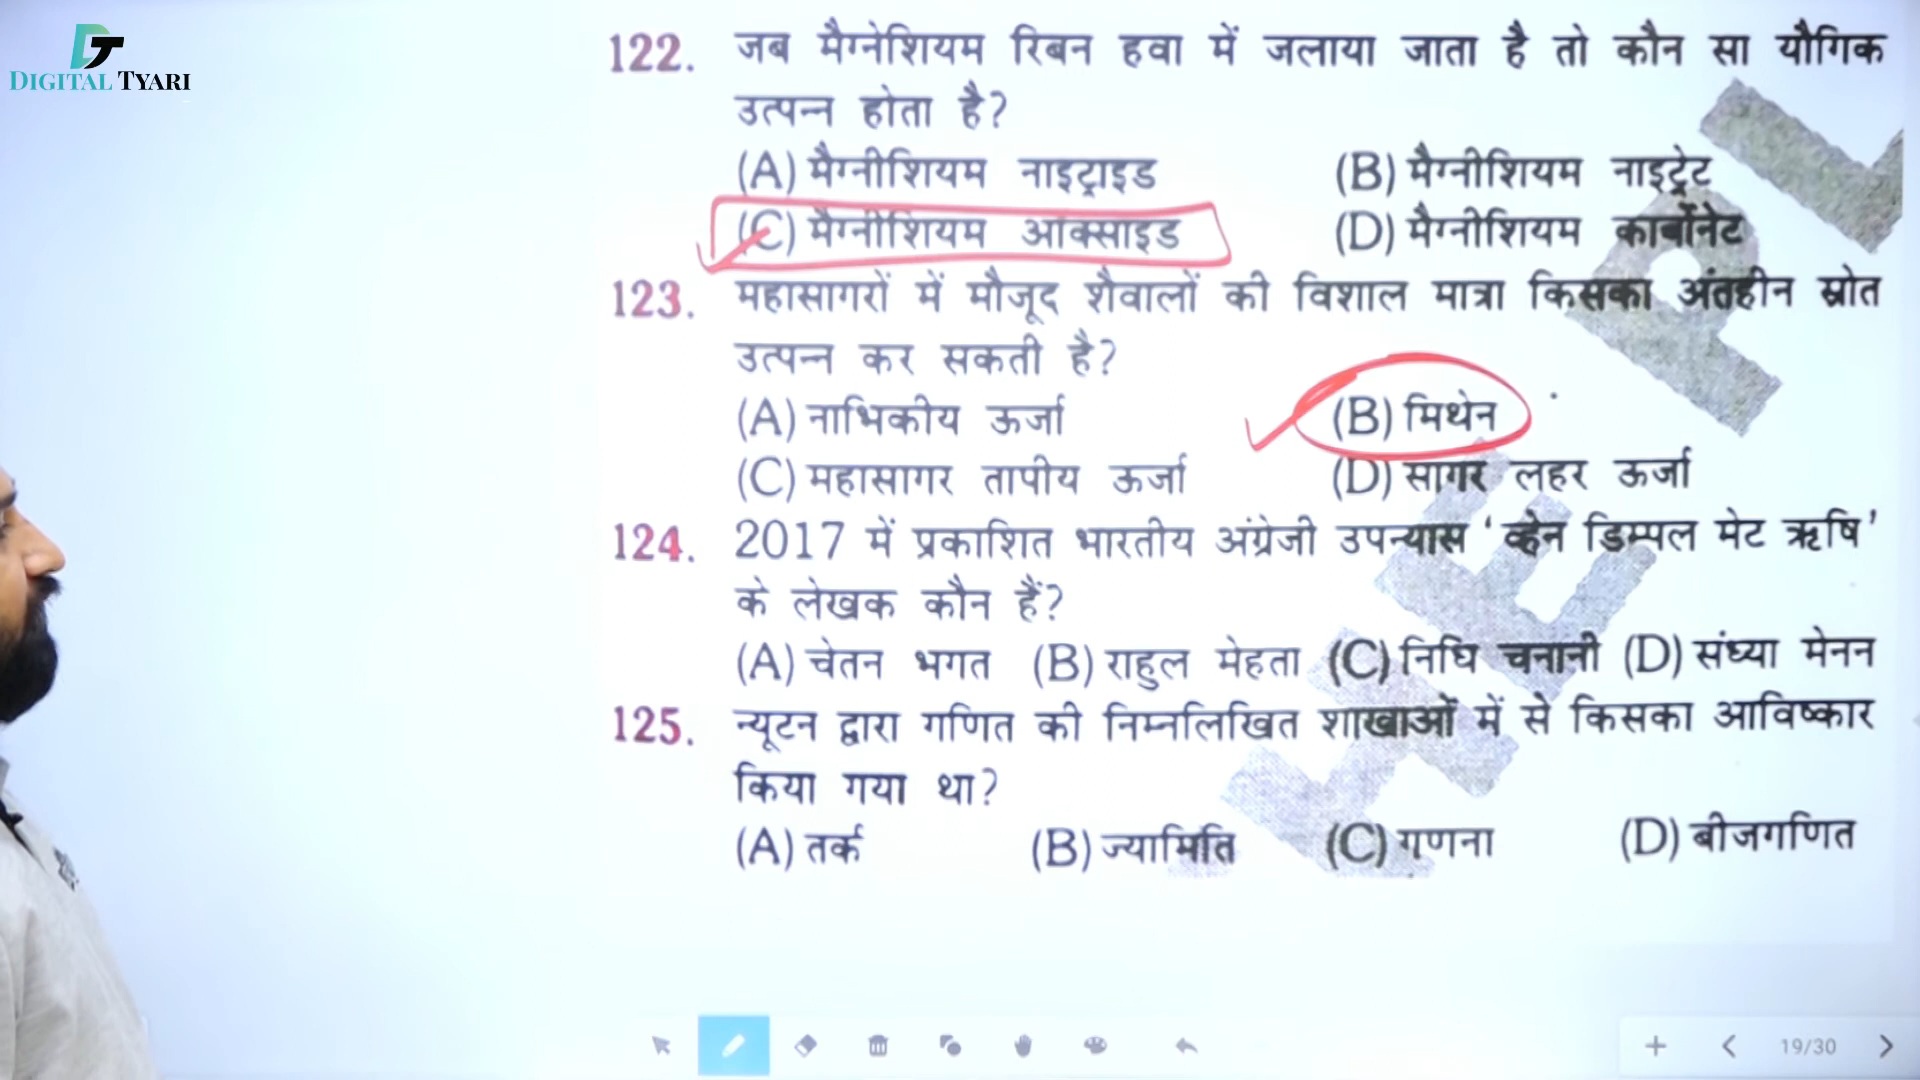 DIGITAL TYARI
122. जब मैग्नेशियम रिबन हवा में जलाया जाता है तो कौन सा यौगिक
उत्पन्न होता है?
(A) मैग्नीशियम नाइट्राइड (B) मैग्नीशियम नाइट्रेट
(C) मैग्नीशियम ऑक्साइड (D) मैग्नीशियम कार्बोनेट
123. महासागरों में मौजूद शैवालों की विशाल मात्रा किसका अंतहीन स्रोत
उत्पन्न कर सकती है?
(A) नाभिकीय ऊर्जा (B) मिथेन
(C) महासागर तापीय ऊर्जा (D) सागर लहर ऊर्जा
124. 2017 में प्रकाशित भारतीय अंग्रेजी उपन्यास ‘व्हेन डिम्पल मेट ऋषि’
के लेखक कौन हैं?
(A) चेतन भगत (B) राहुल मेहता (C) निधि चनानी (D) संध्या मेनन
125. न्यूटन द्वारा गणित की निम्नलिखित शाखाओं में से किसका आविष्कार
किया गया था?
(A) तर्क (B) ज्यामिति (C) गणना (D) बीजगणित
19/30